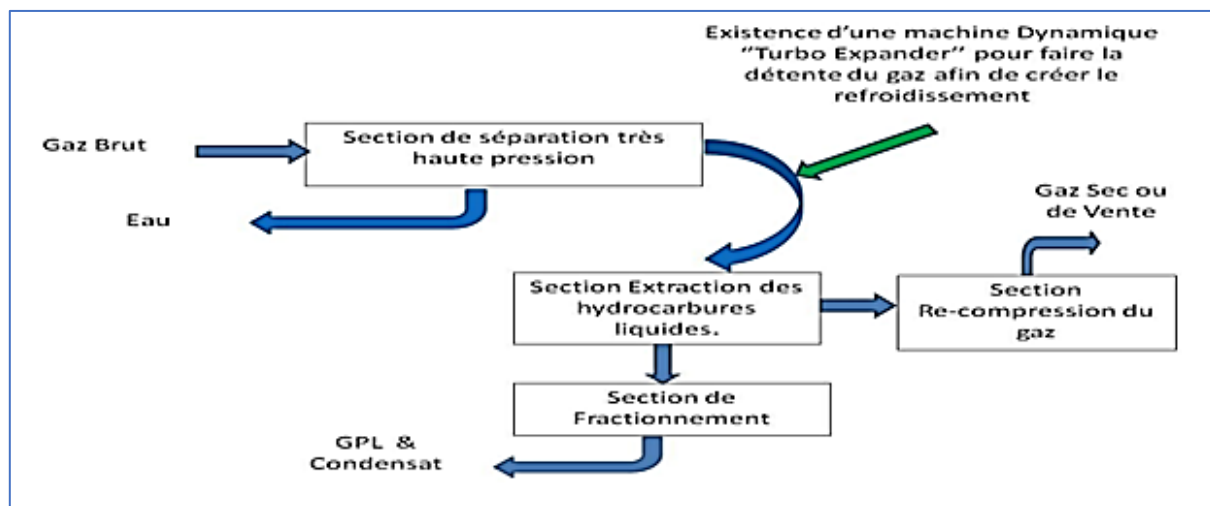 Existence d'une machine Dynamique
"Turbo Expander" pour faire la
détente du gaz afin de créer le
refroidissement
Gaz Brut
Section de séparation très
haute pression
Eau
Gaz Sec ou
de Vente
Section Extraction des
hydrocarbures
liquides.
Section
Re-compression du
gaz
Section de
Fractionnement
GPL &
Condensat